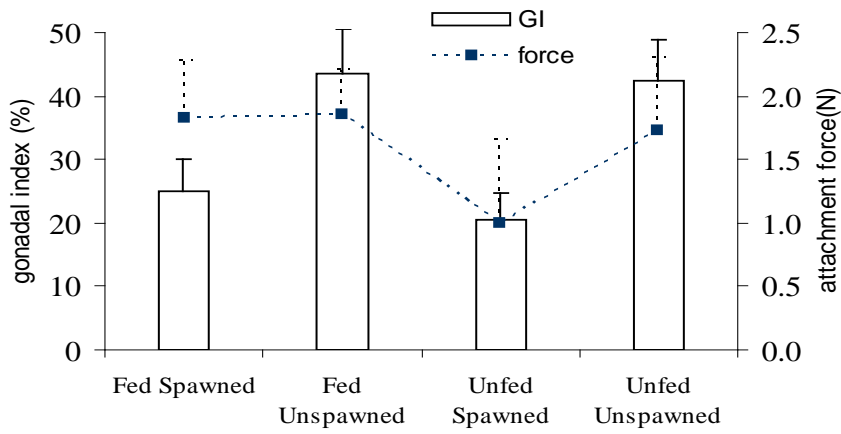 GI
force
gonadal index (%)
50
40
30
20
10
0
attachment force(N)
2.5
2.0
1.5
1.0
0.5
0.0
Fed Spawned
Fed
Unspawned
Unfed
Spawned
Unfed
Unspawned